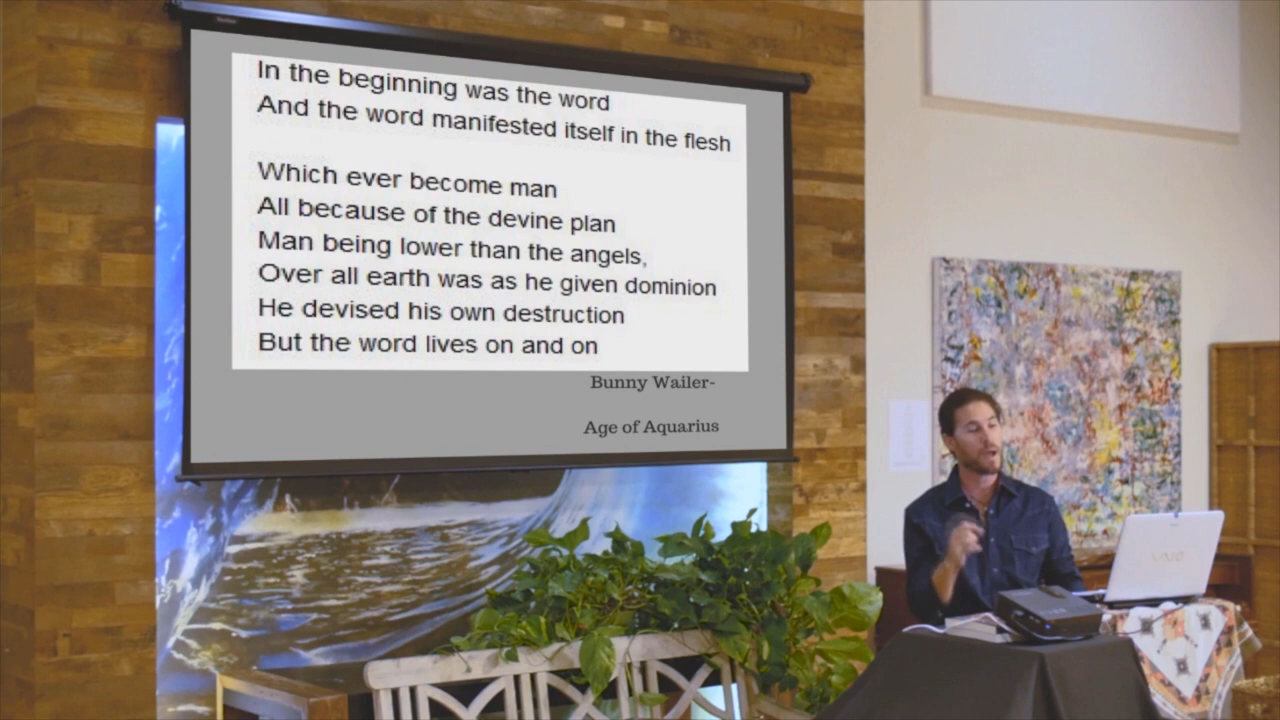 In the beginning was the word
And the word manifested itself in the flesh
Which ever become man
All because of the devine plan
Man being lower than the angels,
Over all earth was as he given dominion
He devised his own destruction
But the word lives on and on
Bunny Wailer-
Age of Aquarius
VAIO